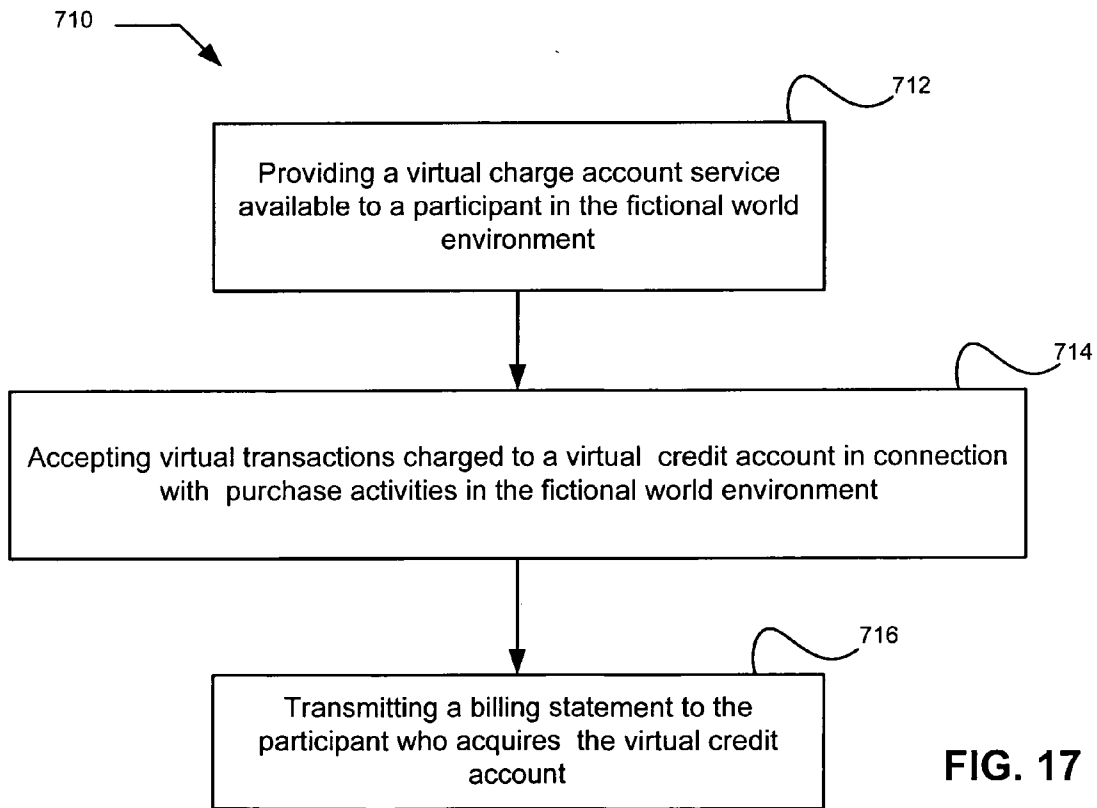 710
712
Providing a virtual charge account service
available to a participant in the fictional world
environment
714
Accepting virtual transactions charged to a virtual credit account in connection
with purchase activities in the fictional world environment
716
Transmitting a billing statement to the
participant who acquires the virtual credit
account
FIG. 17